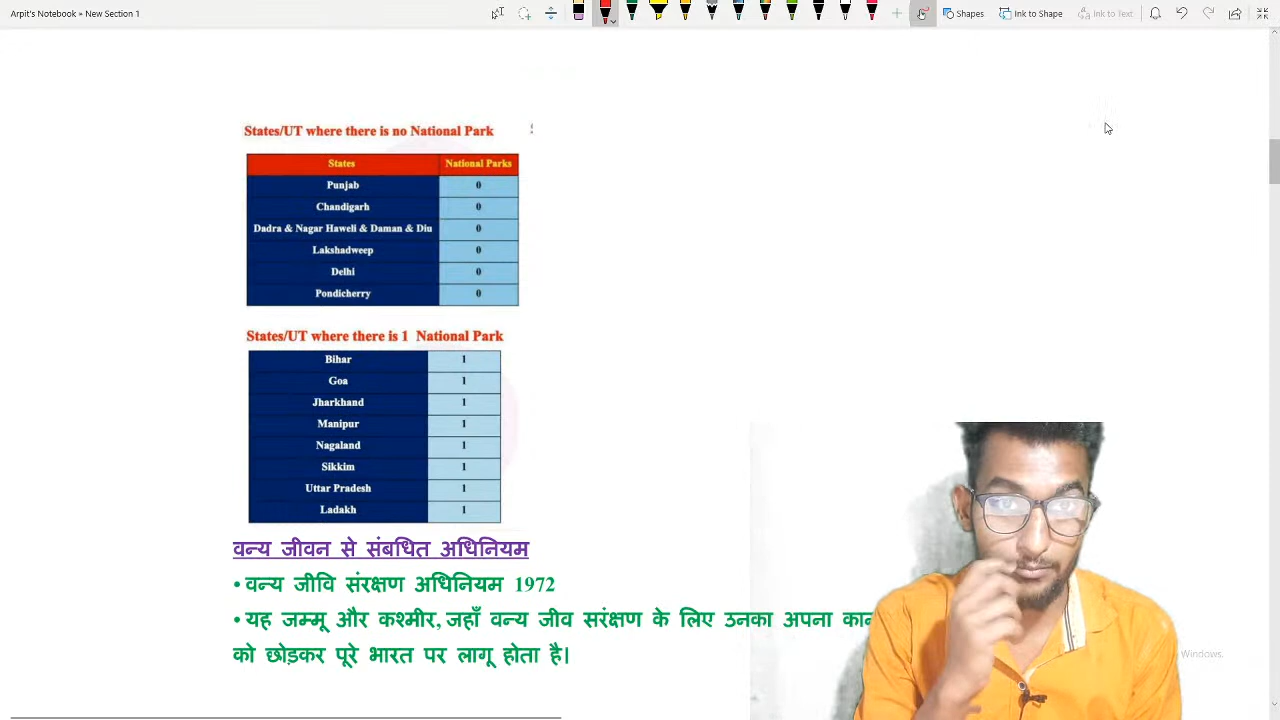 Arpit's Notebook » New Section 1
Shapes
Ink to Shape
Ink to Text
States/UT where there is no National Park
States National Parks
Punjab 0
Chandigarh 0
Dadra & Nagar Haweli & Daman & Diu 0
Lakshadweep 0
Delhi 0
Pondicherry 0
States/UT where there is 1 National Park
Bihar 1
Goa 1
Jharkhand 1
Manipur 1
Nagaland 1
Sikkim 1
Uttar Pradesh 1
Ladakh 1
वन्य जीवन से संबधित अधिनियम
• वन्य जीवि संरक्षण अधिनियम 1972
• यह जम्मू और कश्मीर, जहाँ वन्य जीव सरंक्षण के लिए उनका अपना
को छोड़कर पूरे भारत पर लागू होता है।
Windows.